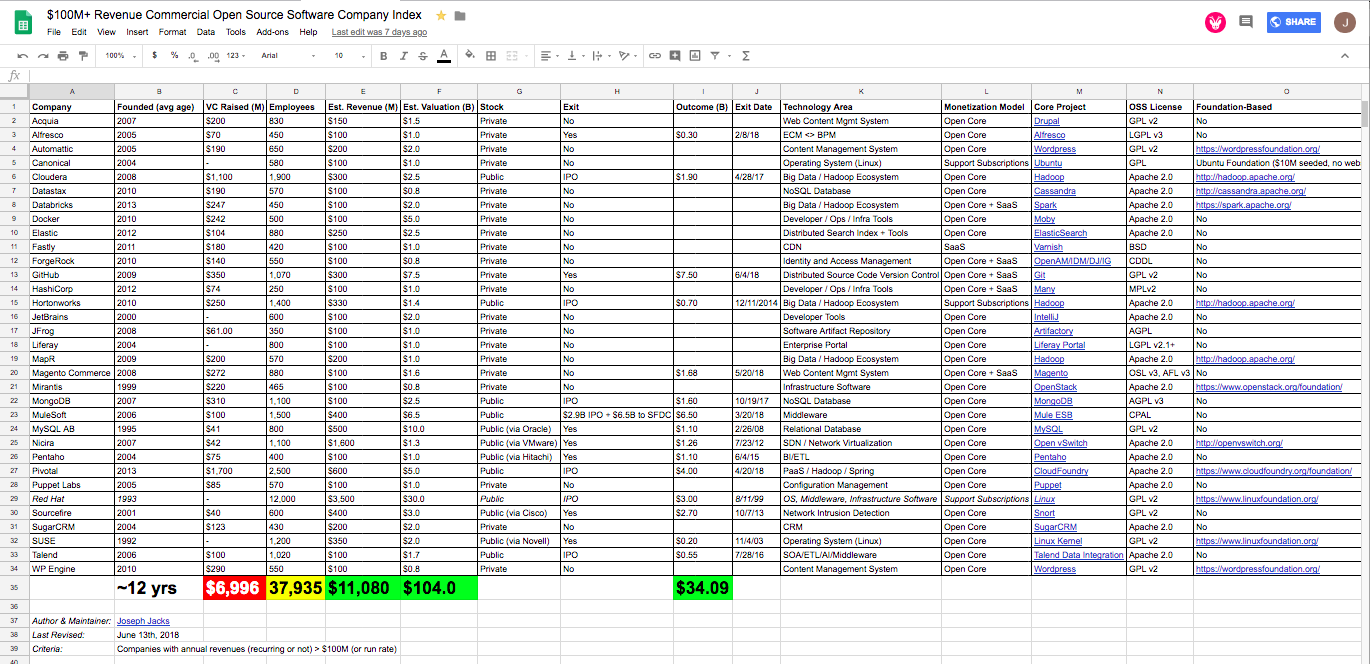 $100M+ Revenue Commercial Open Source Software Company Index
SHARE
J
File Edit View Insert Format Data Tools Add-ons Help Last edit was 7 days ago
100% $ % .0 .00 123 Arial 10 B I S A
fx
A B C D E F G H I J K L M N O
1 Company Founded (avg age) VC Raised (M) Employees Est. Revenue (M) Est. Valuation (B) Stock Exit Outcome (B) Exit Date Technology Area Monetization Model Core Project OSS License Foundation-Based
2 Acquia 2007 $200 830 $150 $1.5 Private No Web Content Mgmt System Open Core Drupal GPL v2 No
3 Alfresco 2005 $70 450 $100 $1.0 Private Yes $0.30 2/8/18 ECM <> BPM Open Core Alfresco LGPL v3 No
4 Automattic 2005 $190 650 $200 $2.0 Private No Content Management System Open Core Wordpress GPL v2 https://wordpressfoundation.org/
5 Canonical 2004 - 580 $100 $1.0 Private No Operating System (Linux) Support Subscriptions Ubuntu GPL Ubuntu Foundation ($10M seeded, no web
6 Cloudera 2008 $1,100 1,900 $300 $2.5 Public IPO $1.90 4/28/17 Big Data / Hadoop Ecosystem Open Core Hadoop Apache 2.0 http://hadoop.apache.org/
7 Datastax 2010 $190 570 $100 $0.8 Private No NoSQL Database Open Core Cassandra Apache 2.0 http://cassandra.apache.org/
8 Databricks 2013 $247 450 $100 $2.0 Private No Big Data / Hadoop Ecosystem Open Core + SaaS Spark Apache 2.0 https://spark.apache.org/
9 Docker 2010 $242 500 $100 $5.0 Private No Developer / Ops / Infra Tools Open Core Moby Apache 2.0 No
10 Elastic 2012 $104 880 $250 $2.5 Private No Distributed Search Index + Tools Open Core ElasticSearch Apache 2.0 No
11 Fastly 2011 $180 420 $100 $1.0 Private No CDN SaaS Varnish BSD No
12 ForgeRock 2010 $140 550 $100 $0.8 Private No Identity and Access Management Open Core + SaaS OpenAM/IDM/DJ/IG CDDL No
13 GitHub 2009 $350 1,070 $300 $7.5 Private Yes $7.50 6/4/18 Distributed Source Code Version Control Open Core + SaaS Git GPL v2 No
14 HashiCorp 2012 $74 250 $100 $1.0 Private No Developer / Ops / Infra Tools Open Core + SaaS Many MPLv2 No
15 Hortonworks 2010 $250 1,400 $330 $1.4 Public IPO $0.70 12/11/2014 Big Data / Hadoop Ecosystem Support Subscriptions Hadoop Apache 2.0 http://hadoop.apache.org/
16 JetBrains 2000 - 600 $100 $2.0 Private No Developer Tools Open Core IntelliJ Apache 2.0 No
17 JFrog 2008 $61.00 350 $100 $1.0 Private No Software Artifact Repository Open Core Artifactory AGPL No
18 Liferay 2004 - 800 $100 $1.0 Private No Enterprise Portal Open Core Liferay Portal LGPL v2.1+ No
19 MapR 2009 $200 570 $200 $1.0 Private No Big Data / Hadoop Ecosystem Open Core Hadoop Apache 2.0 http://hadoop.apache.org/
20 Magento Commerce 2008 $272 880 $100 $1.6 Private No $1.68 5/20/18 Web Content Mgmt System Open Core + SaaS Magento OSL v3, AFL v3 No
21 Mirantis 1999 $220 465 $100 $0.8 Private No Infrastructure Software Open Core OpenStack Apache 2.0 https://www.openstack.org/foundation/
22 MongoDB 2007 $310 1,100 $100 $2.5 Public IPO $1.60 10/19/17 NoSQL Database Open Core MongoDB AGPL v3 No
23 MuleSoft 2006 $100 1,500 $400 $6.5 Public $2.9B IPO + $6.5B to SFDC $6.50 3/20/18 Middleware Open Core Mule ESB CPAL No
24 MySQL AB 1995 $41 800 $500 $10.0 Public (via Oracle) Yes $1.10 2/26/08 Relational Database Open Core MySQL GPL v2 No
25 Nicira 2007 $42 1,100 $1,600 $1.3 Public (via VMware) Yes $1.26 7/23/12 SDN / Network Virtualization Open Core Open vSwitch Apache 2.0 http://openvswitch.org/
26 Pentaho 2004 $75 400 $100 $1.0 Public (via Hitachi) Yes $1.10 6/4/15 BI/ETL Open Core Pentaho Apache 2.0 No
27 Pivotal 2013 $1,700 2,500 $600 $5.0 Public IPO $4.00 4/20/18 PaaS / Hadoop / Spring Open Core CloudFoundry Apache 2.0 https://www.cloudfoundry.org/foundation/
28 Puppet Labs 2005 $85 570 $100 $1.0 Private No Configuration Management Open Core Puppet Apache 2.0 No
29 Red Hat 1993 - 12,000 $3,500 $30.0 Public IPO $3.00 8/11/99 OS, Middleware, Infrastructure Software Support Subscriptions Linux GPL v2 https://www.linuxfoundation.org/
30 Sourcefire 2001 $40 600 $400 $3.0 Public (via Cisco) Yes $2.70 10/7/13 Network Intrusion Detection Open Core Snort GPL v2 No
31 SugarCRM 2004 $123 430 $200 $2.0 Private No CRM Open Core SugarCRM Apache 2.0 No
32 SUSE 1992 - 1,200 $350 $2.0 Public (via Novell) Yes $0.20 11/4/03 Operating System (Linux) Open Core Linux Kernel GPL v2 https://www.linuxfoundation.org/
33 Talend 2006 $100 1,020 $100 $1.7 Public IPO $0.55 7/28/16 SOA/ETL/AI/Middleware Open Core Talend Data Integration Apache 2.0 No
34 WP Engine 2010 $290 550 $100 $0.8 Private No Content Management System Open Core Wordpress GPL v2 https://wordpressfoundation.org/
35 ~12 yrs $6,996 37,935 $11,080 $104.0 $34.09
36
37 Author & Maintainer: Joseph Jacks
38 Last Revised: June 13th, 2018
39 Criteria: Companies with annual revenues (recurring or not) > $100M (or run rate)
40